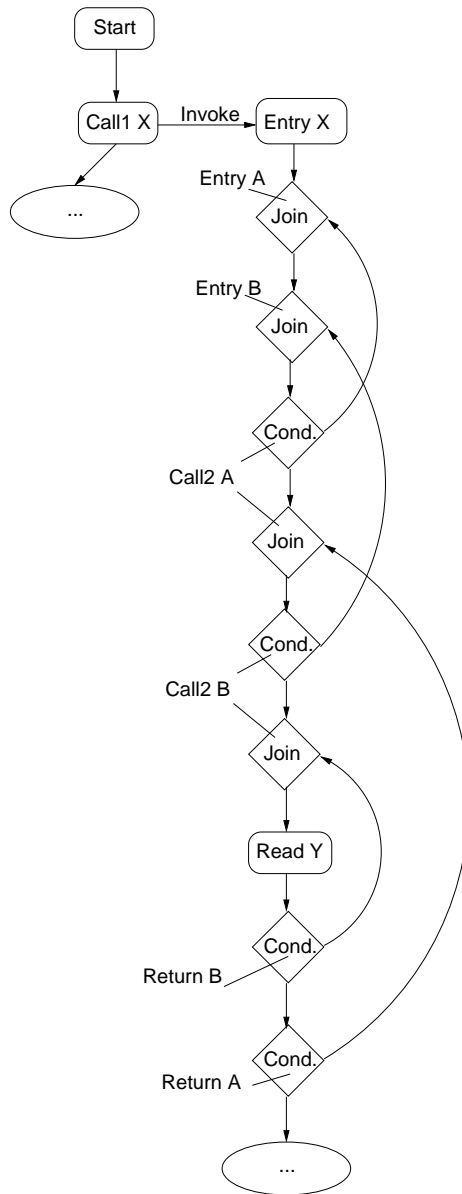 Start
Call1 X
Invoke
Entry X
...
Entry A
Join
Entry B
Join
Cond.
Call2 A
Join
Cond.
Call2 B
Join
Read Y
Cond.
Return B
Cond.
Return A
...